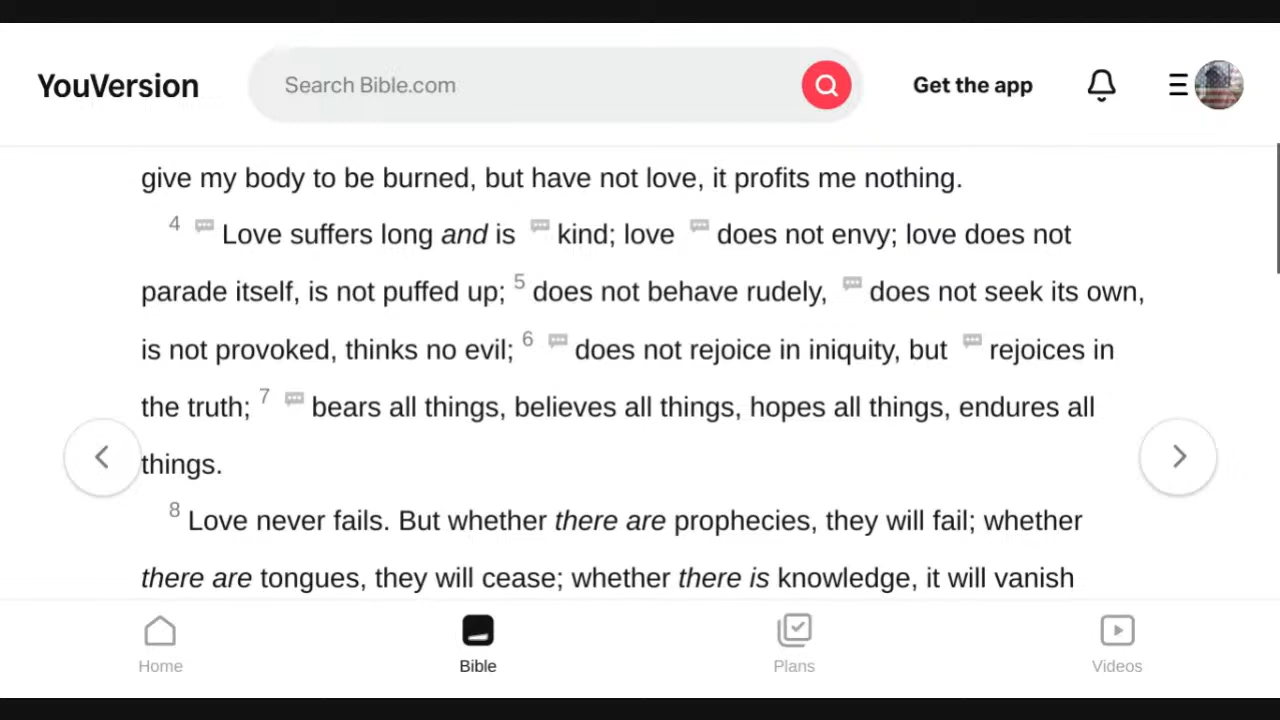 YouVersion
Search Bible.com
Get the app
give my body to be burned, but have not love, it profits me nothing.
4 Love suffers long and is kind; love does not envy; love does not
parade itself, is not puffed up; 5 does not behave rudely, does not seek its own,
is not provoked, thinks no evil; 6 does not rejoice in iniquity, but rejoices in
the truth; 7 bears all things, believes all things, hopes all things, endures all
things.
8 Love never fails. But whether there are prophecies, they will fail; whether
there are tongues, they will cease; whether there is knowledge, it will vanish
Home
Bible
Plans
Videos